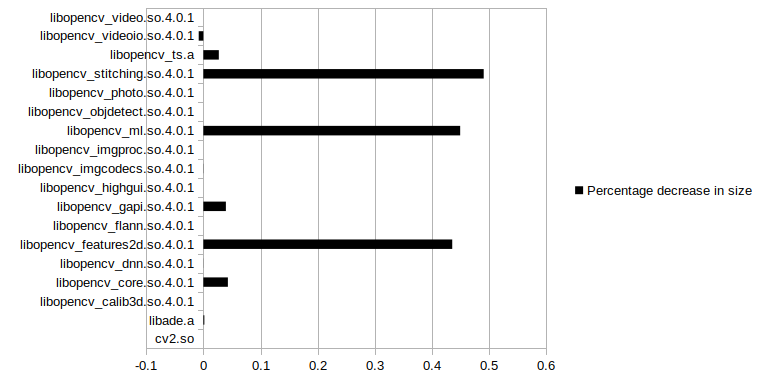 libopencv_video.so.4.0.1
libopencv_videoio.so.4.0.1
libopencv_ts.a
libopencv_stitching.so.4.0.1
libopencv_photo.so.4.0.1
libopencv_objdetect.so.4.0.1
libopencv_ml.so.4.0.1
libopencv_imgproc.so.4.0.1
libopencv_imgcodecs.so.4.0.1
libopencv_highgui.so.4.0.1
libopencv_gapi.so.4.0.1
libopencv_flann.so.4.0.1
libopencv_features2d.so.4.0.1
libopencv_dnn.so.4.0.1
libopencv_core.so.4.0.1
libopencv_calib3d.so.4.0.1
libade.a
cv2.so
-0.1 0 0.1 0.2 0.3 0.4 0.5 0.6
Percentage decrease in size